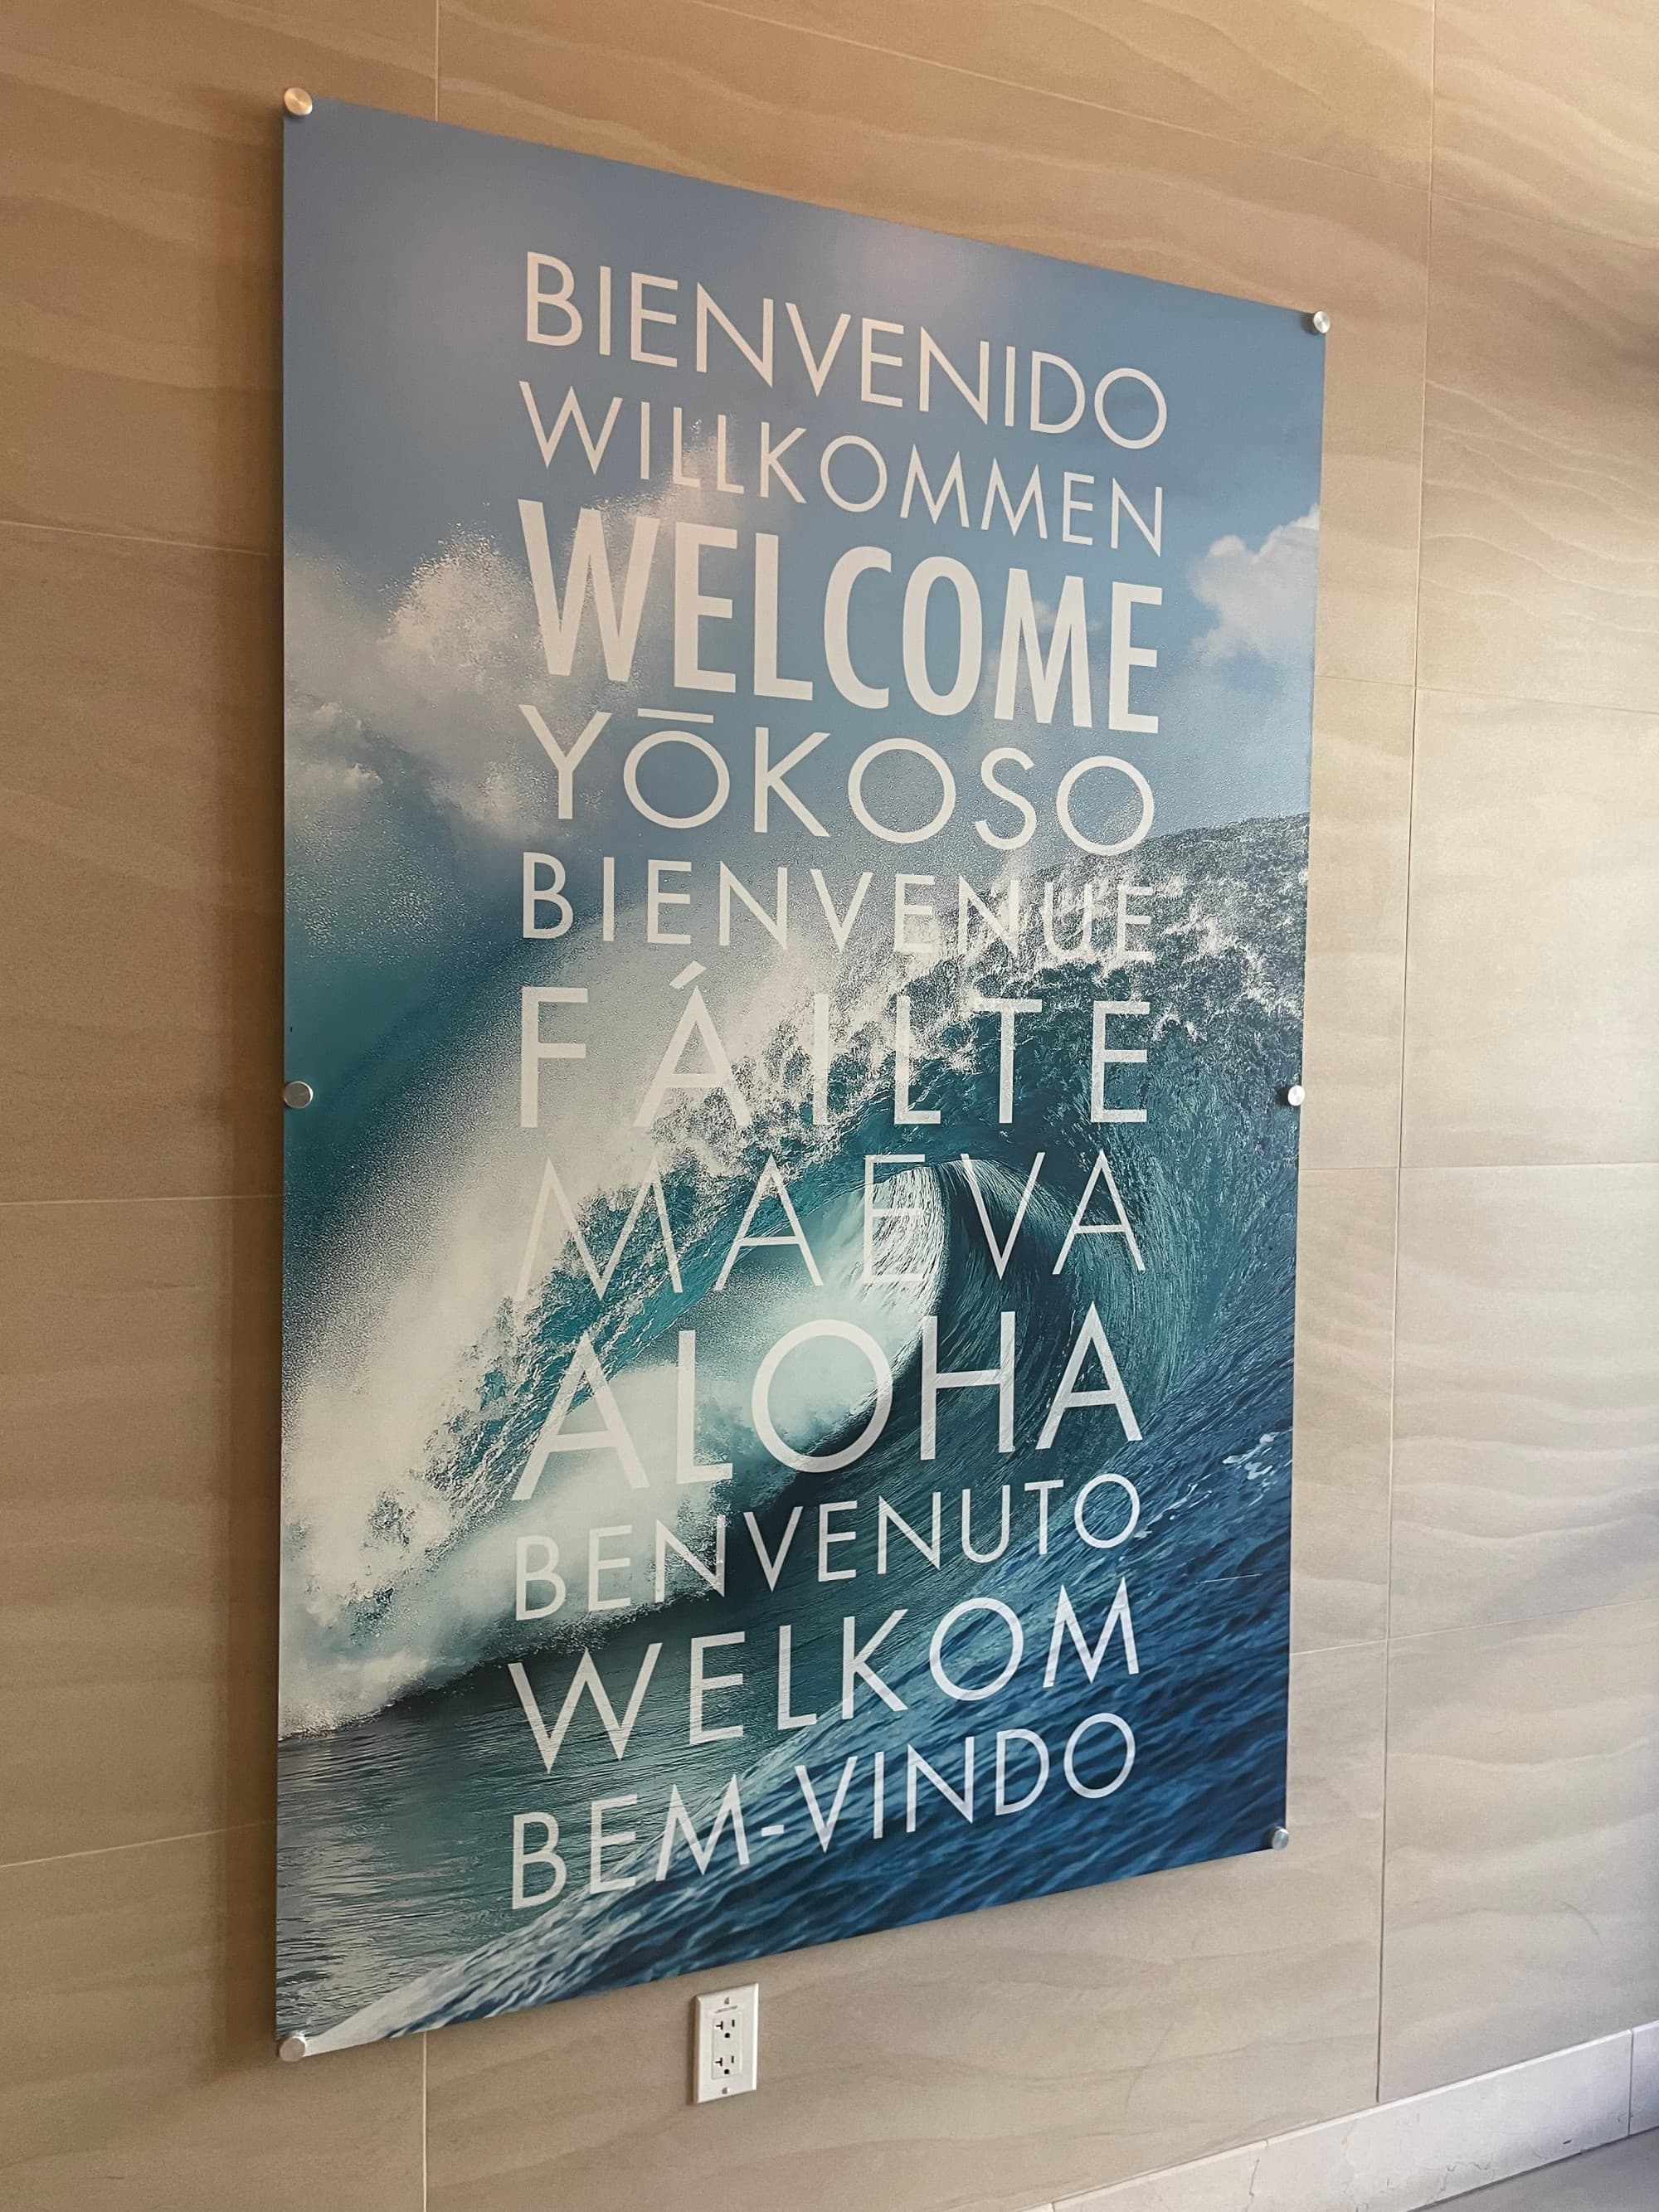 BIENVENIDO
WILLKOMMEN
WELCOME
YŌKOSO
BIENVENUE
FÁILTE
MAEVA
ALOHA
BENVENUTO
WELKOM
BEM-VINDO